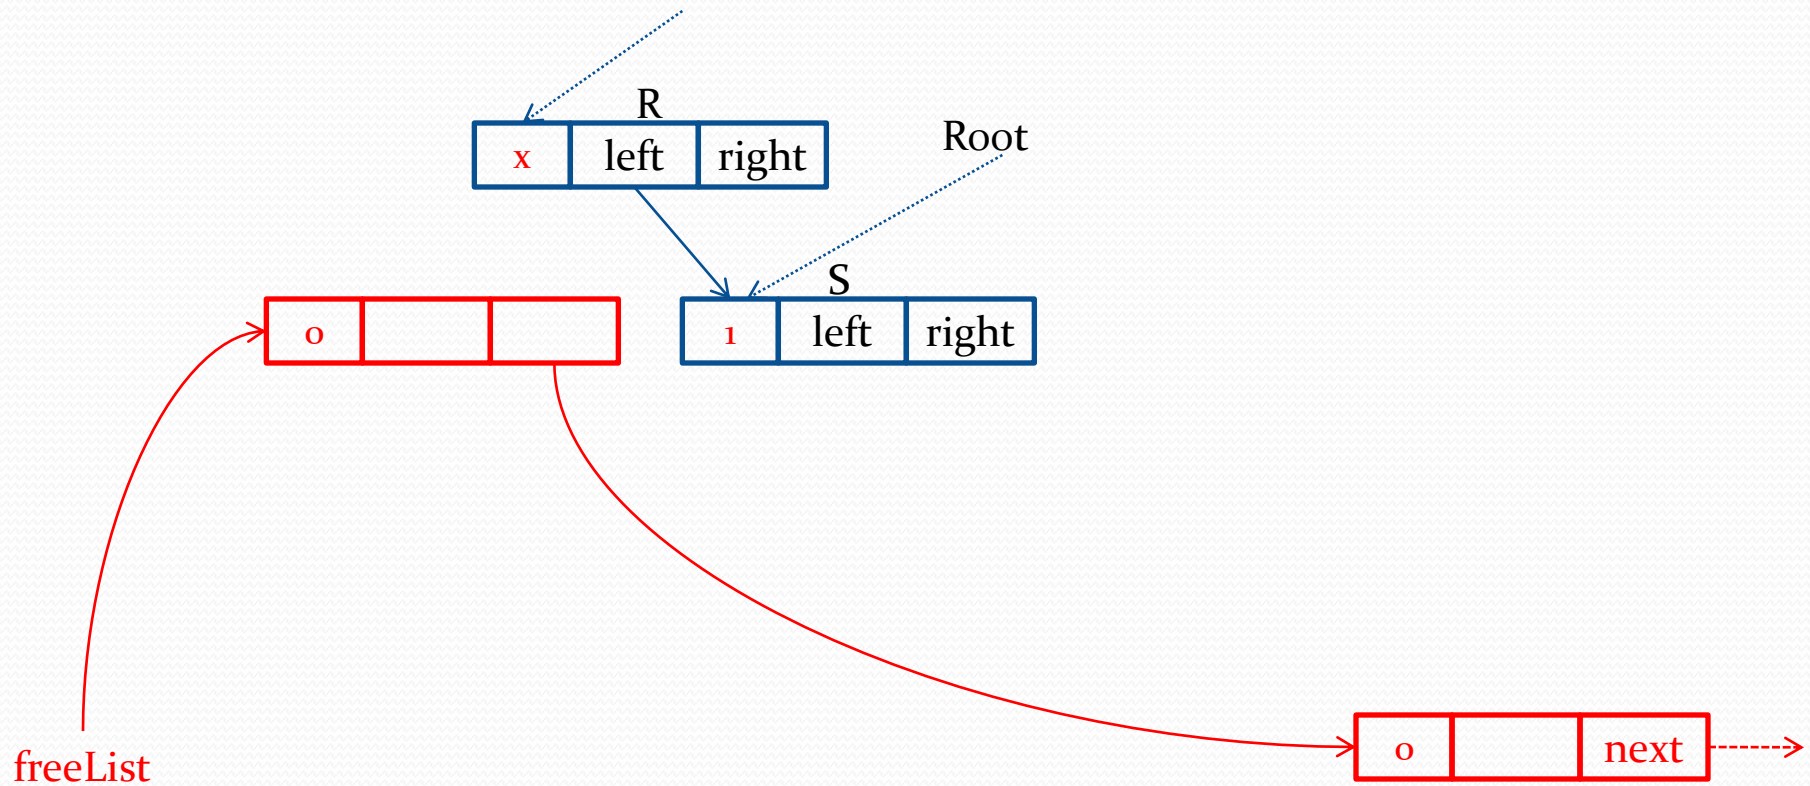 R
x left right
Root
S
0 1 left right
freeList
0 next